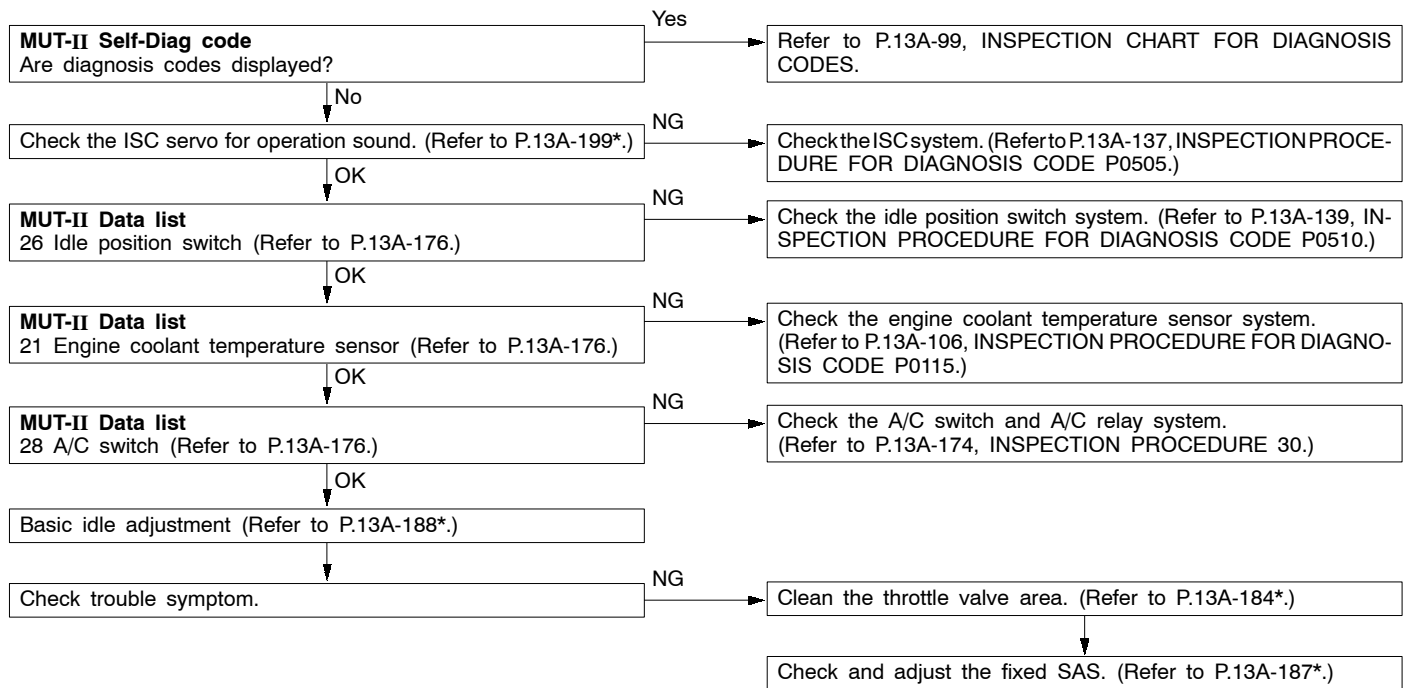 MUT-II Self-Diag code
Are diagnosis codes displayed?
Yes
Refer to P.13A-99, INSPECTION CHART FOR DIAGNOSIS
CODES.
No
Check the ISC servo for operation sound. (Refer to P.13A-199*.)
NG
Check the ISC system. (Refer to P.13A-137, INSPECTION PROCE-
DURE FOR DIAGNOSIS CODE P0505.)
OK
MUT-II Data list
26 Idle position switch (Refer to P.13A-176.)
NG
Check the idle position switch system. (Refer to P.13A-139, IN-
SPECTION PROCEDURE FOR DIAGNOSIS CODE P0510.)
OK
MUT-II Data list
21 Engine coolant temperature sensor (Refer to P.13A-176.)
NG
Check the engine coolant temperature sensor system.
(Refer to P.13A-106, INSPECTION PROCEDURE FOR DIAGNO-
SIS CODE P0115.)
OK
MUT-II Data list
28 A/C switch (Refer to P.13A-176.)
NG
Check the A/C switch and A/C relay system.
(Refer to P.13A-174, INSPECTION PROCEDURE 30.)
OK
Basic idle adjustment (Refer to P.13A-188*.)
Check trouble symptom.
NG
Clean the throttle valve area. (Refer to P.13A-184*.)
Check and adjust the fixed SAS. (Refer to P.13A-187*.)